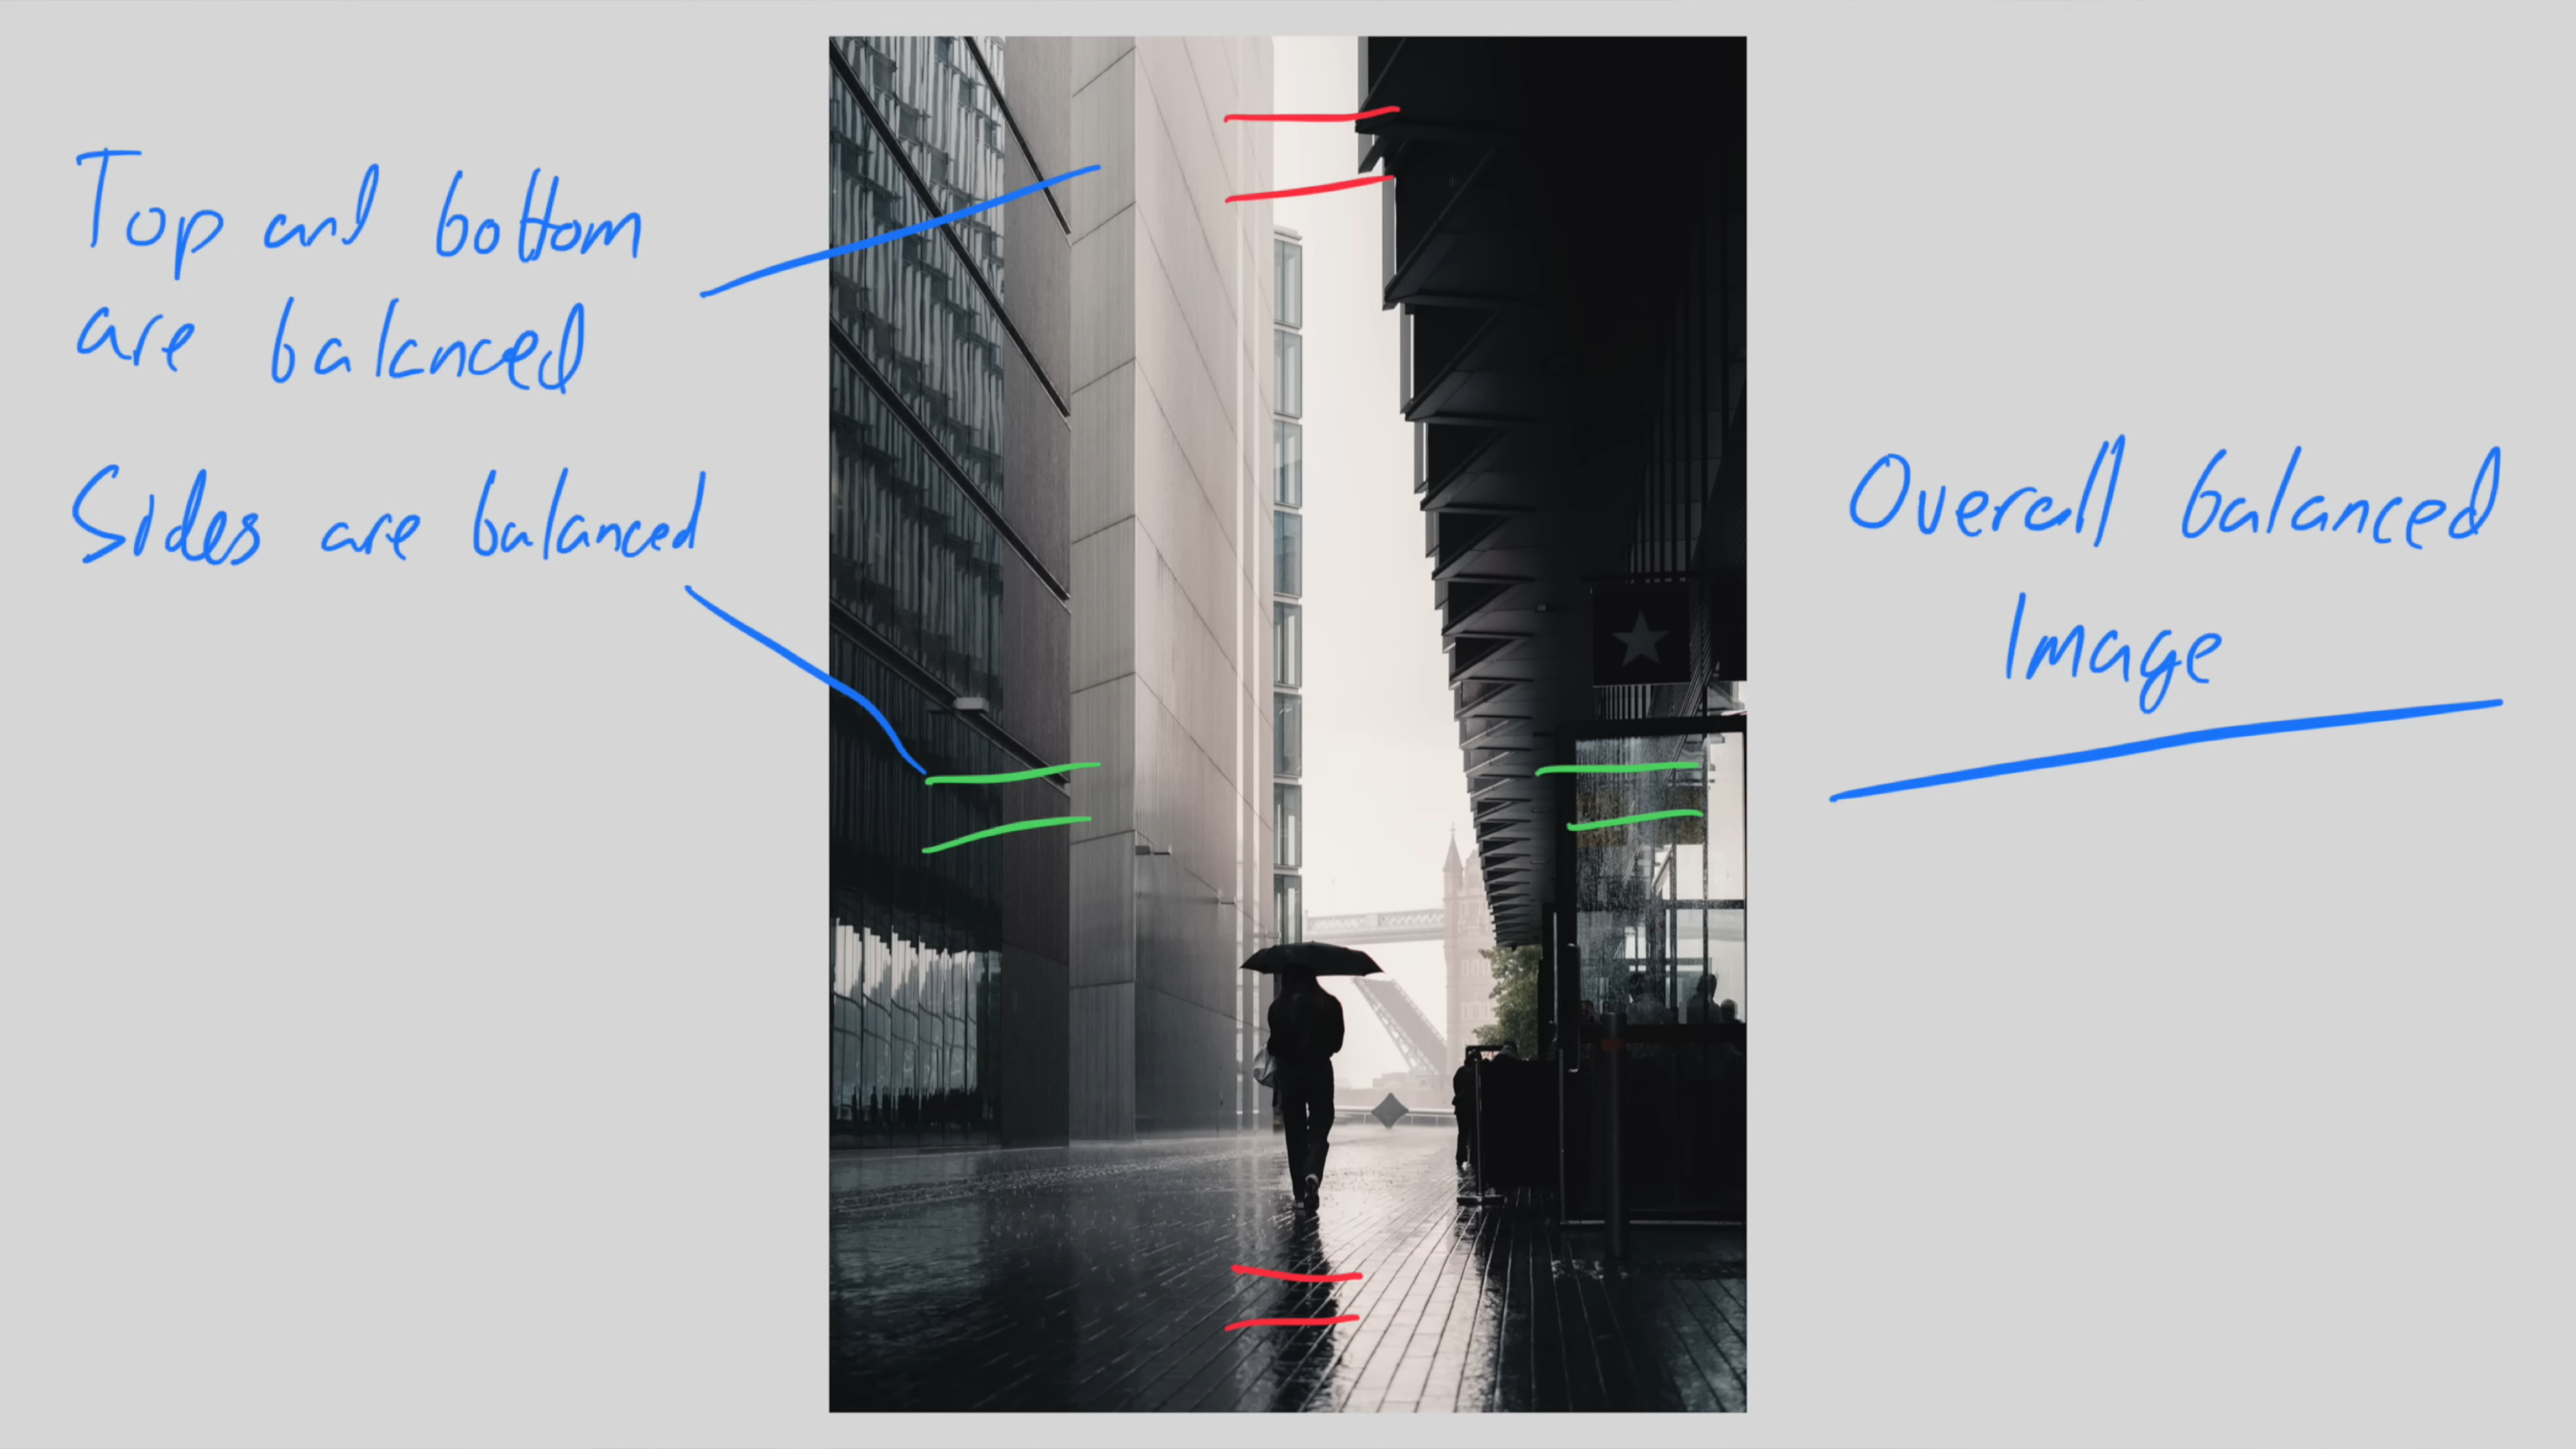 Top and bottom
are balanced
Sides are balanced
Overall balanced
Image